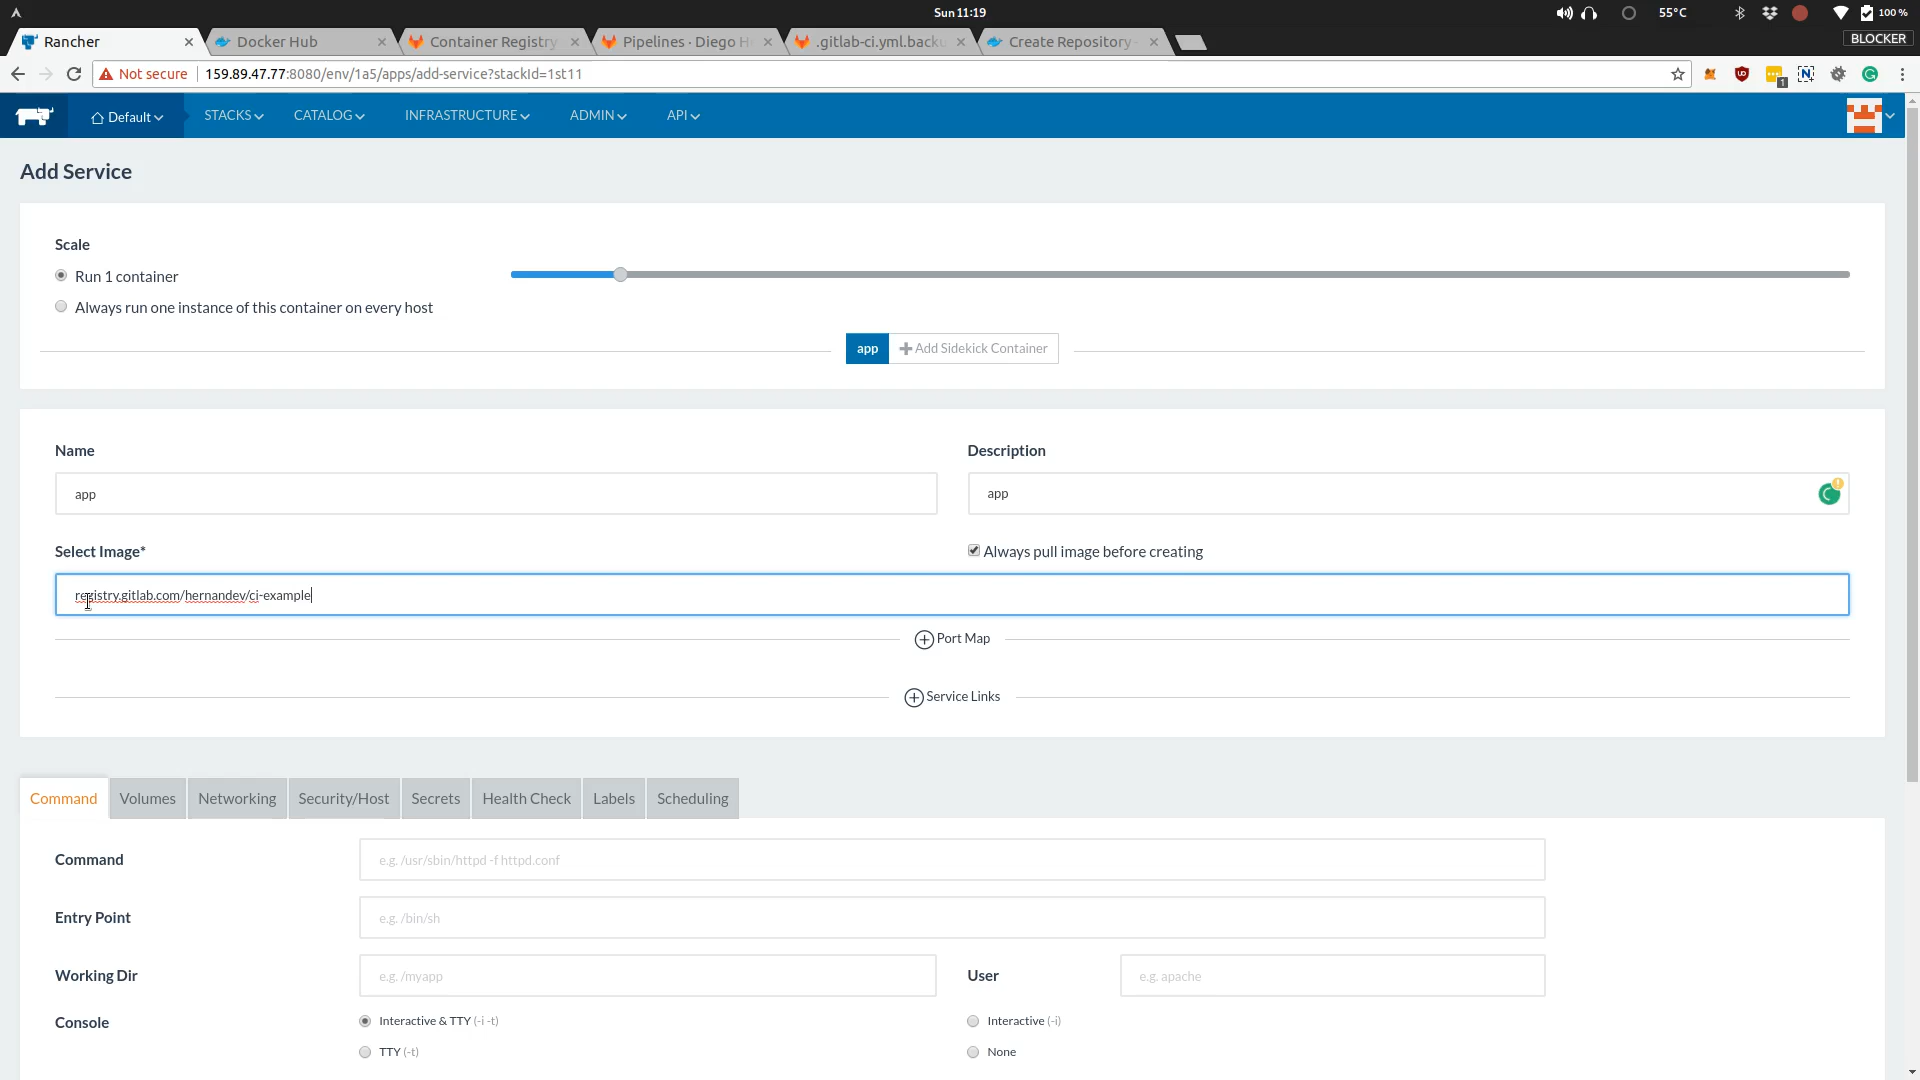 Sun 11:19
55°C
100 %
Rancher
Docker Hub
Container Registry
Pipelines · Diego H
.gitlab-ci.yml.backu
Create Repository -
BLOCKER
Not secure
159.89.47.77:8080/env/1a5/apps/add-service?stackId=1st11
1
Default
STACKS
CATALOG
INFRASTRUCTURE
ADMIN
API
Add Service
Scale
Run 1 container
Always run one instance of this container on every host
app
Add Sidekick Container
Name
Description
app
app
Select Image*
Always pull image before creating
registry.gitlab.com/hernandev/ci-example
Port Map
Service Links
Command
Volumes
Networking
Security/Host
Secrets
Health Check
Labels
Scheduling
Command
e.g. /usr/sbin/httpd -f httpd.conf
Entry Point
e.g. /bin/sh
Working Dir
e.g. /myapp
User
e.g. apache
Console
Interactive & TTY (-i -t)
Interactive (-i)
TTY (-t)
None